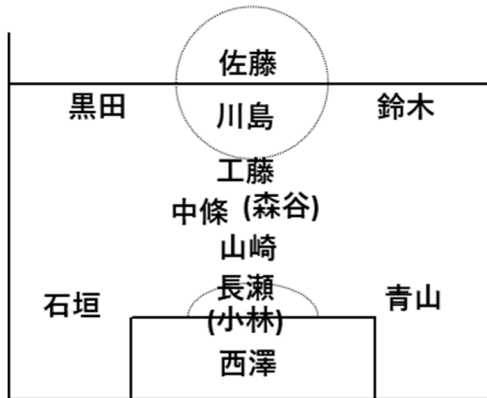 佐藤
黒田 川島 鈴木
工藤
中條 (森谷)
山崎
石垣 長瀬 青山
(小林)
西澤